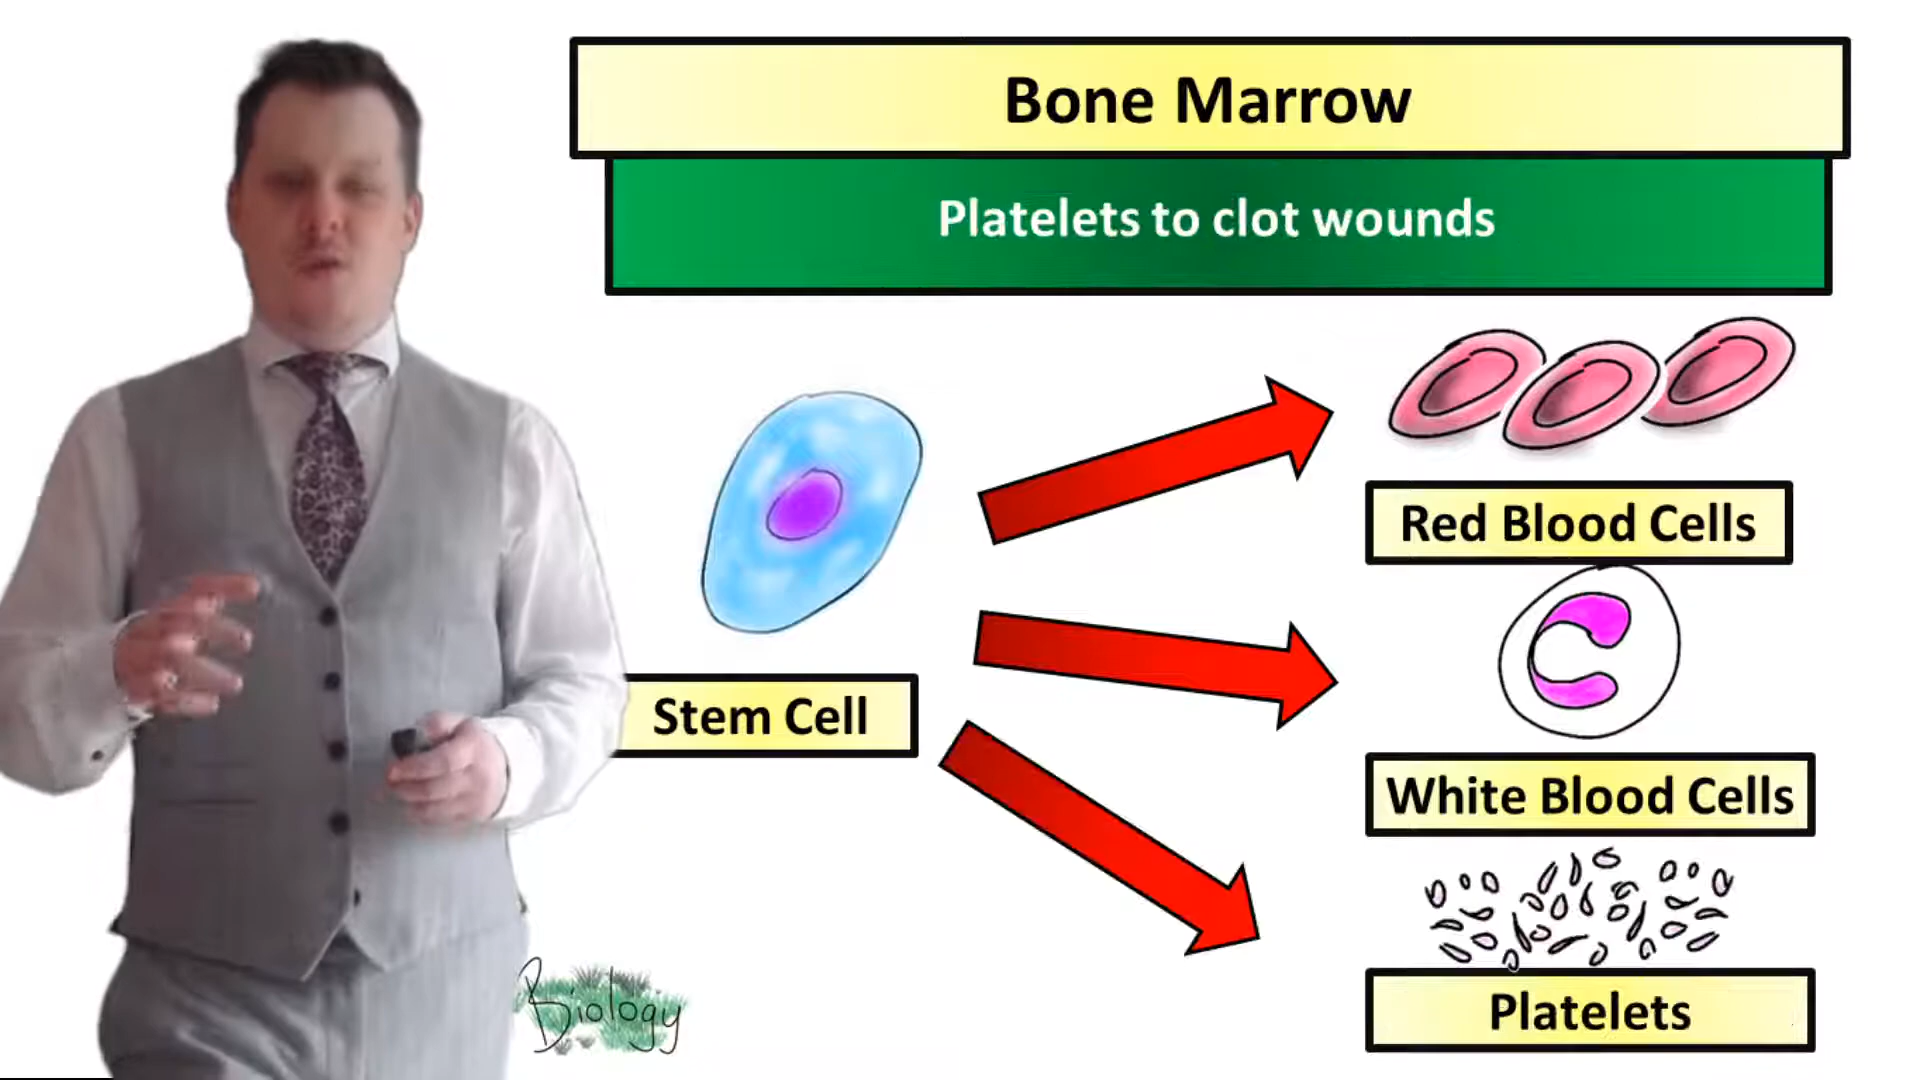 Bone Marrow
Platelets to clot wounds
Red Blood Cells
Stem Cell
White Blood Cells
Platelets
Biology